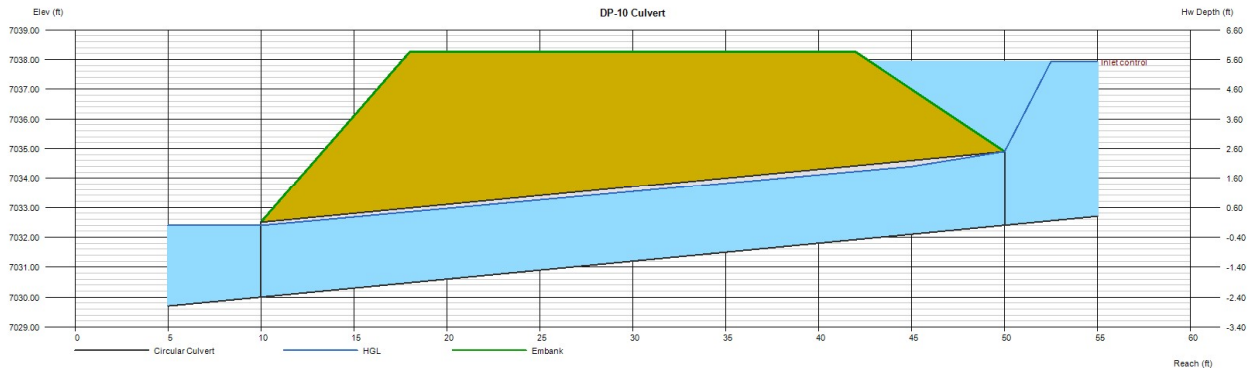 Elev (ft) DP-10 Culvert Hw Depth (ft)
7039.00 6.60
7038.00 5.60
Inlet control
7037.00 4.60
7036.00 3.60
7035.00 2.60
7034.00 1.60
7033.00 0.60
7032.00 -0.40
7031.00 -1.40
7030.00 -2.40
7029.00 -3.40
0 5 10 15 20 25 30 35 40 45 50 55 60
Circular Culvert HGL Embank
Reach (ft)